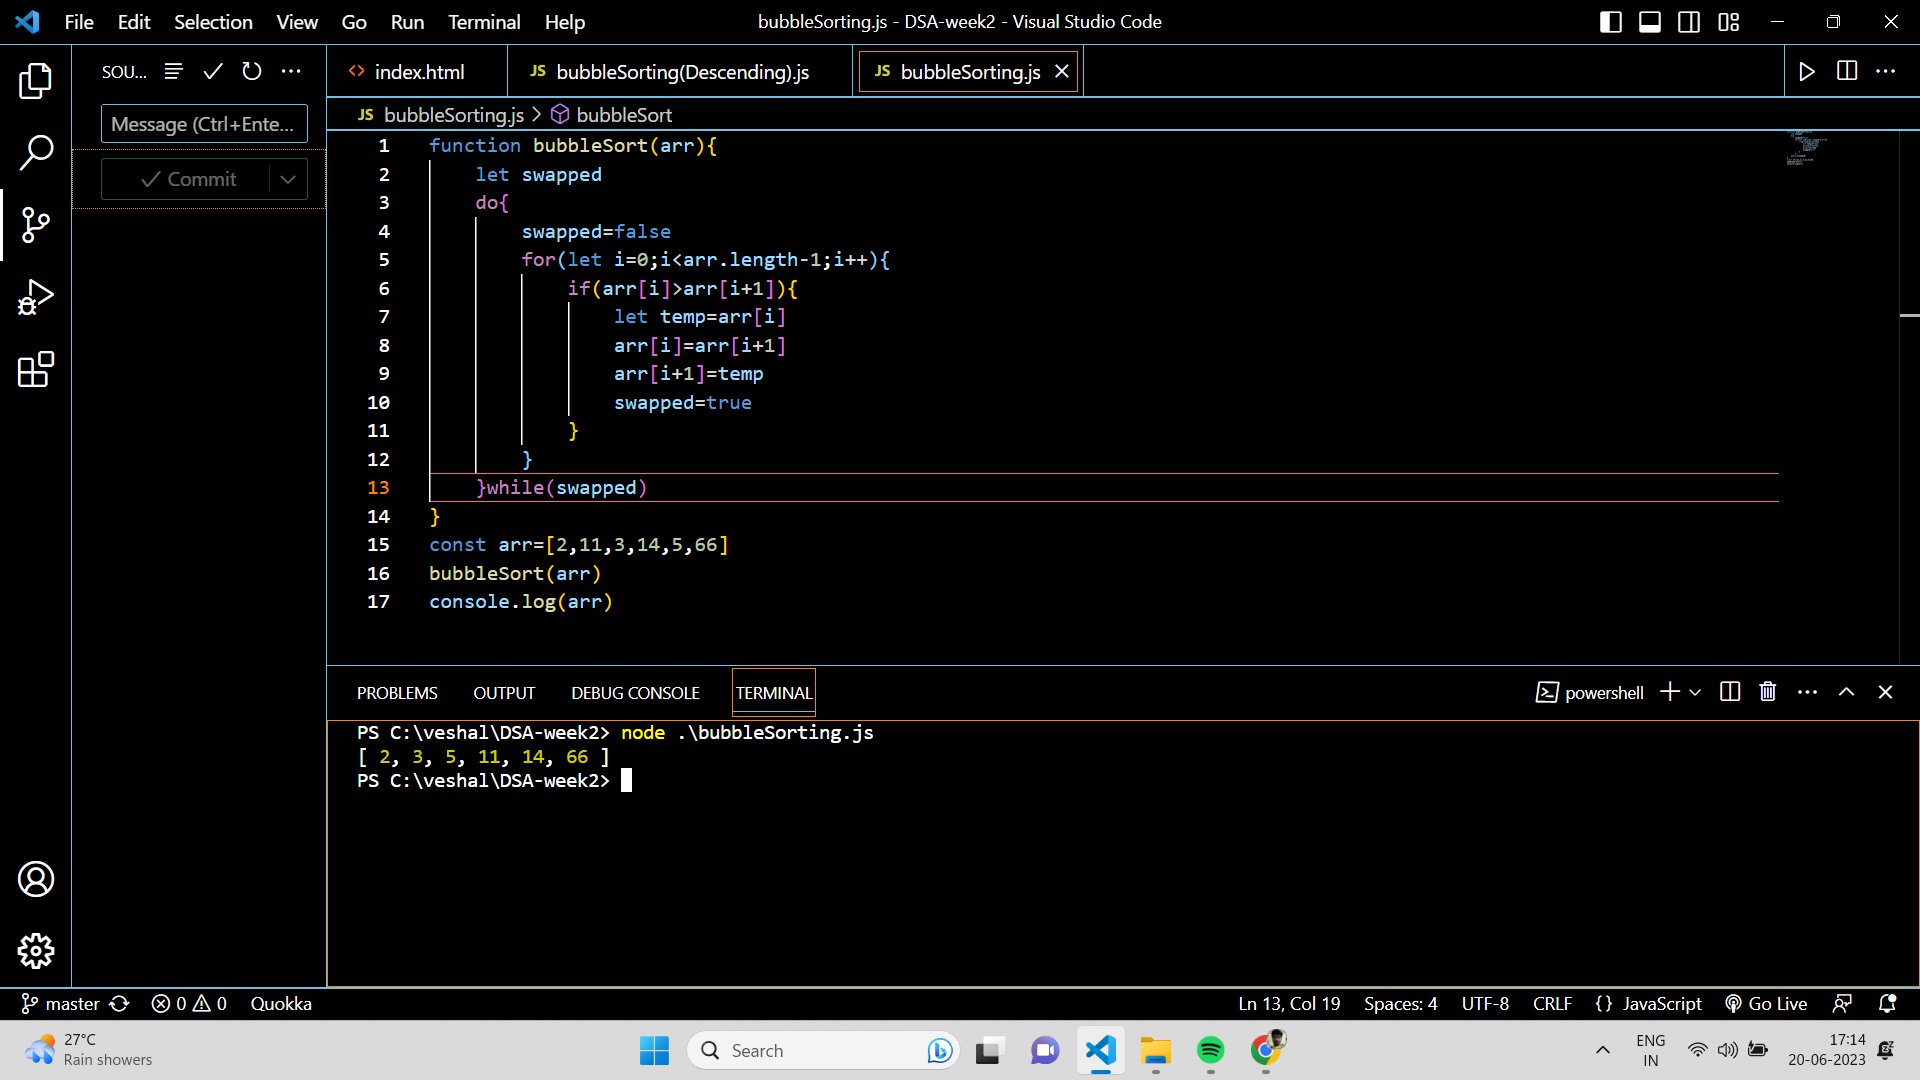 File Edit Selection View Go Run Terminal Help
bubbleSorting.js - DSA-week2 - Visual Studio Code
SOU...
Message (Ctrl+Ente...
Commit
index.html
JS bubbleSorting(Descending).js
JS bubbleSorting.js
JS bubbleSorting.js > bubbleSort
1 function bubbleSort(arr){
2 let swapped
3 do{
4 swapped=false
5 for(let i=0;i<arr.length-1;i++){
6 if(arr[i]>arr[i+1]){
7 let temp=arr[i]
8 arr[i]=arr[i+1]
9 arr[i+1]=temp
10 swapped=true
11 }
12 }
13 }while(swapped)
14 }
15 const arr=[2,11,3,14,5,66]
16 bubbleSort(arr)
17 console.log(arr)
PROBLEMS OUTPUT DEBUG CONSOLE TERMINAL
powershell
PS C:\veshal\DSA-week2> node .\bubbleSorting.js
[ 2, 3, 5, 11, 14, 66 ]
PS C:\veshal\DSA-week2>
master 0 0 Quokka
Ln 13, Col 19 Spaces: 4 UTF-8 CRLF {} JavaScript Go Live
27°C
Rain showers
Search
ENG
IN
17:14
20-06-2023